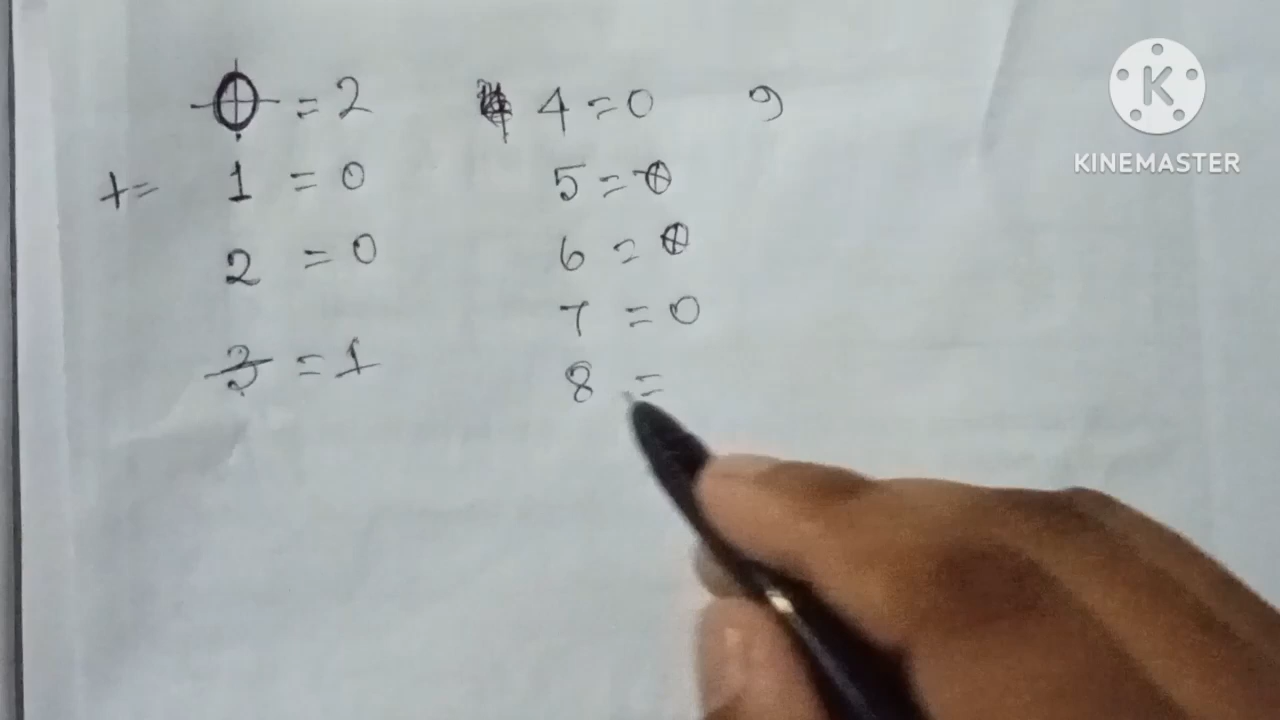 0 = 2
+= 1 = 0
2 = 0
3 = 1
4 = 0
5 = 0
6 = 0
7 = 0
8 =
9
KINEMASTER